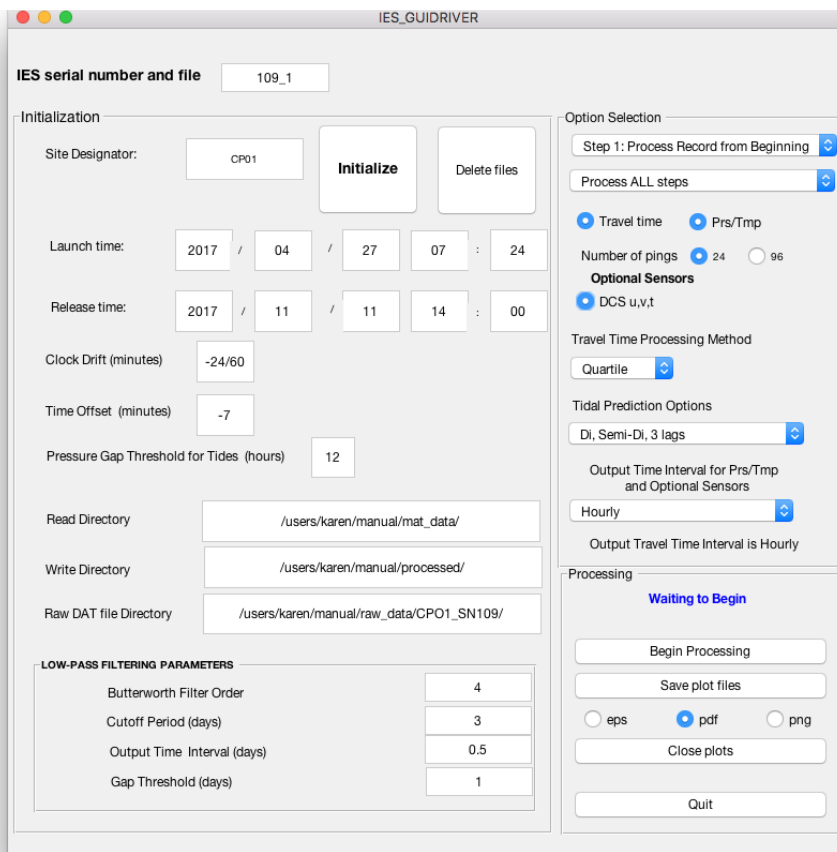 IES_GUIDRIVER
IES serial number and file 109_1
Initialization
Site Designator: CP01 Initialize Delete files
Launch time: 2017 / 04 / 27 07 : 24
Release time: 2017 / 11 / 11 14 : 00
Clock Drift (minutes) -24/60
Time Offset (minutes) -7
Pressure Gap Threshold for Tides (hours) 12
Read Directory /users/karen/manual/mat_data/
Write Directory /users/karen/manual/processed/
Raw DAT file Directory /users/karen/manual/raw_data/CPO1_SN109/
LOW-PASS FILTERING PARAMETERS
Butterworth Filter Order 4
Cutoff Period (days) 3
Output Time Interval (days) 0.5
Gap Threshold (days) 1
Option Selection
Step 1: Process Record from Beginning
Process ALL steps
Travel time Prs/Tmp
Number of pings 24 96
Optional Sensors
DCS u,v,t
Travel Time Processing Method
Quartile
Tidal Prediction Options
Di, Semi-Di, 3 lags
Output Time Interval for Prs/Tmp
and Optional Sensors
Hourly
Output Travel Time Interval is Hourly
Processing
Waiting to Begin
Begin Processing
Save plot files
eps pdf png
Close plots
Quit